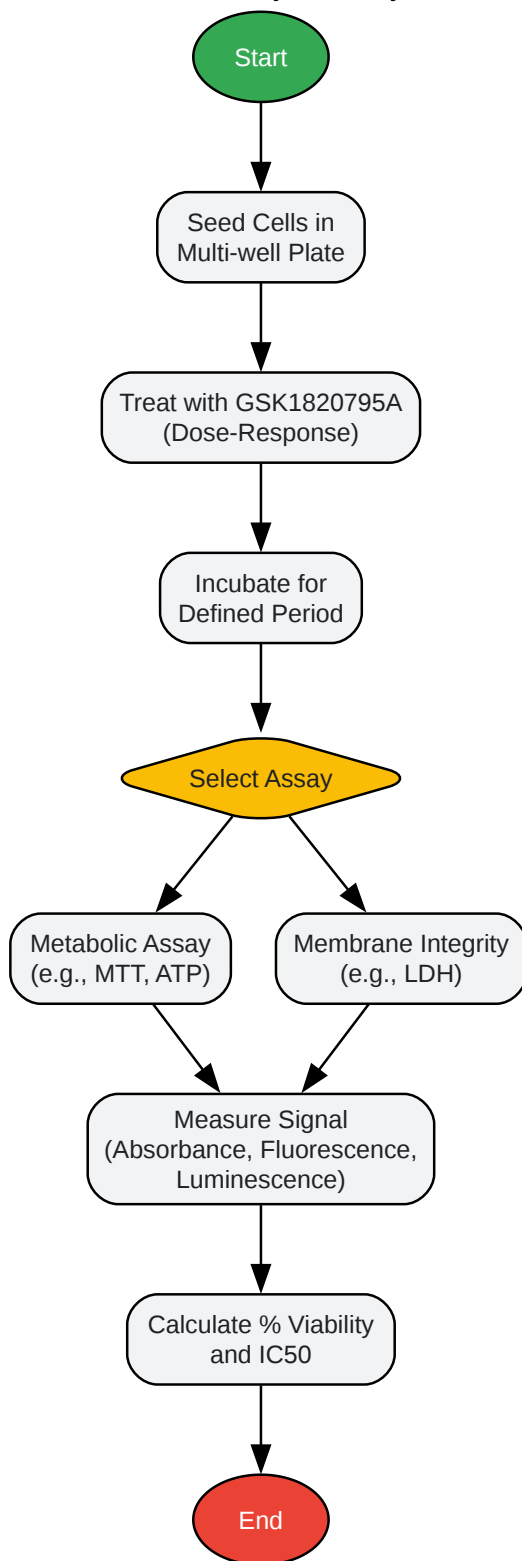 Start
Seed Cells in
Multi-well Plate
Treat with GSK1820795A
(Dose-Response)
Incubate for
Defined Period
Select Assay
Metabolic Assay
(e.g., MTT, ATP)
Membrane Integrity
(e.g., LDH)
Measure Signal
(Absorbance, Fluorescence,
Luminescence)
Calculate % Viability
and IC50
End